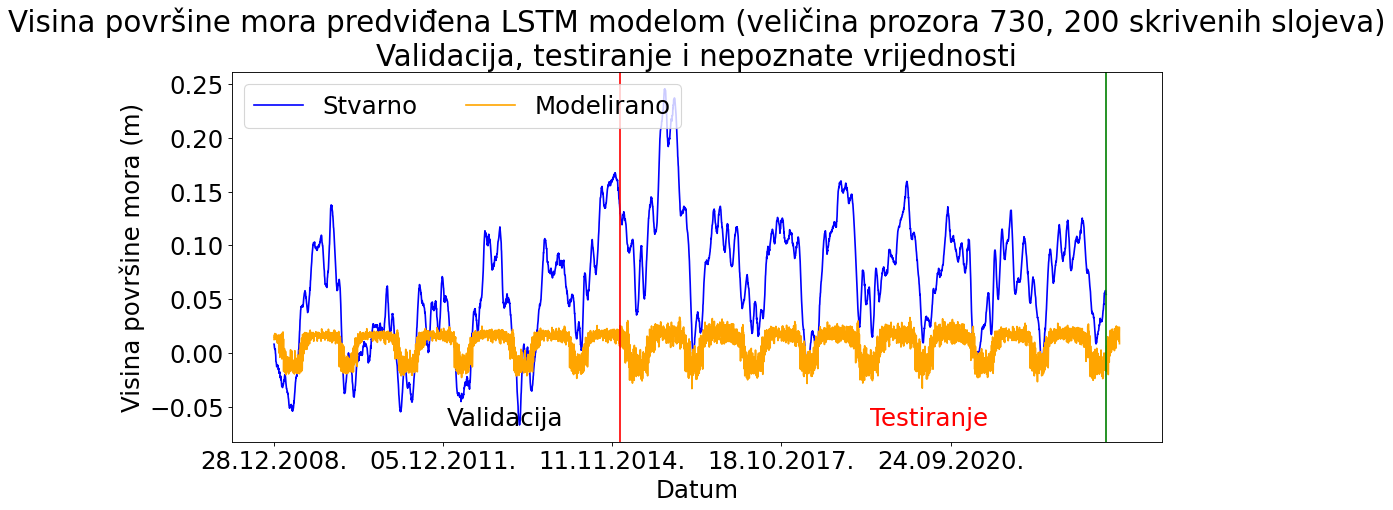 Visina površine mora predviđena LSTM modelom (veličina prozora 730, 200 skrivenih slojeva)
Validacija, testiranje i nepoznate vrijednosti
Stvarno
Modelirano
Visina površine mora (m)
0.25
0.20
0.15
0.10
0.05
0.00
−0.05
Validacija
Testiranje
28.12.2008.
05.12.2011.
11.11.2014.
18.10.2017.
24.09.2020.
Datum